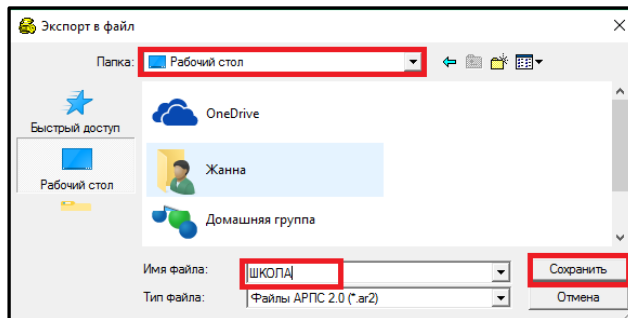 Экспорт в файл
Папка: Рабочий стол
OneDrive
Быстрый доступ
Жанна
Рабочий стол
Домашняя группа
Имя файла: ШКОЛА Сохранить
Тип файла: Файлы АРПС 2.0 (*.ar2) Отмена